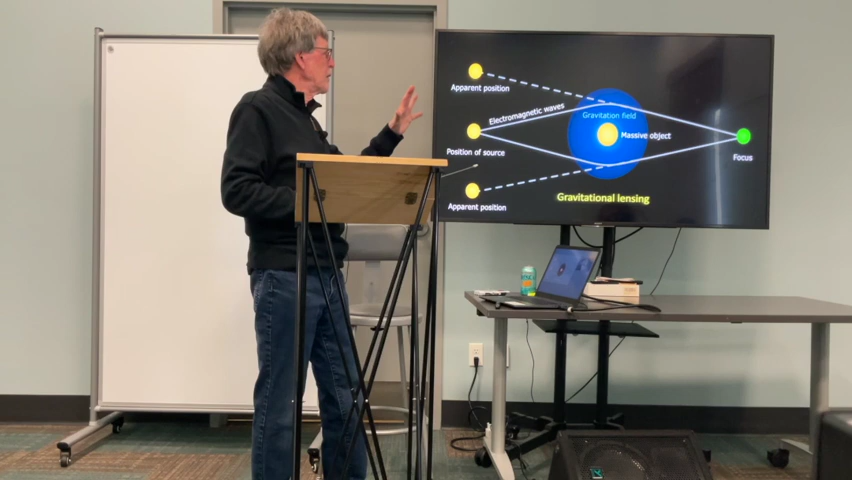 Apparent position
Electromagnetic waves
Gravitation field
Massive object
Position of source
Focus
Gravitational lensing
Apparent position